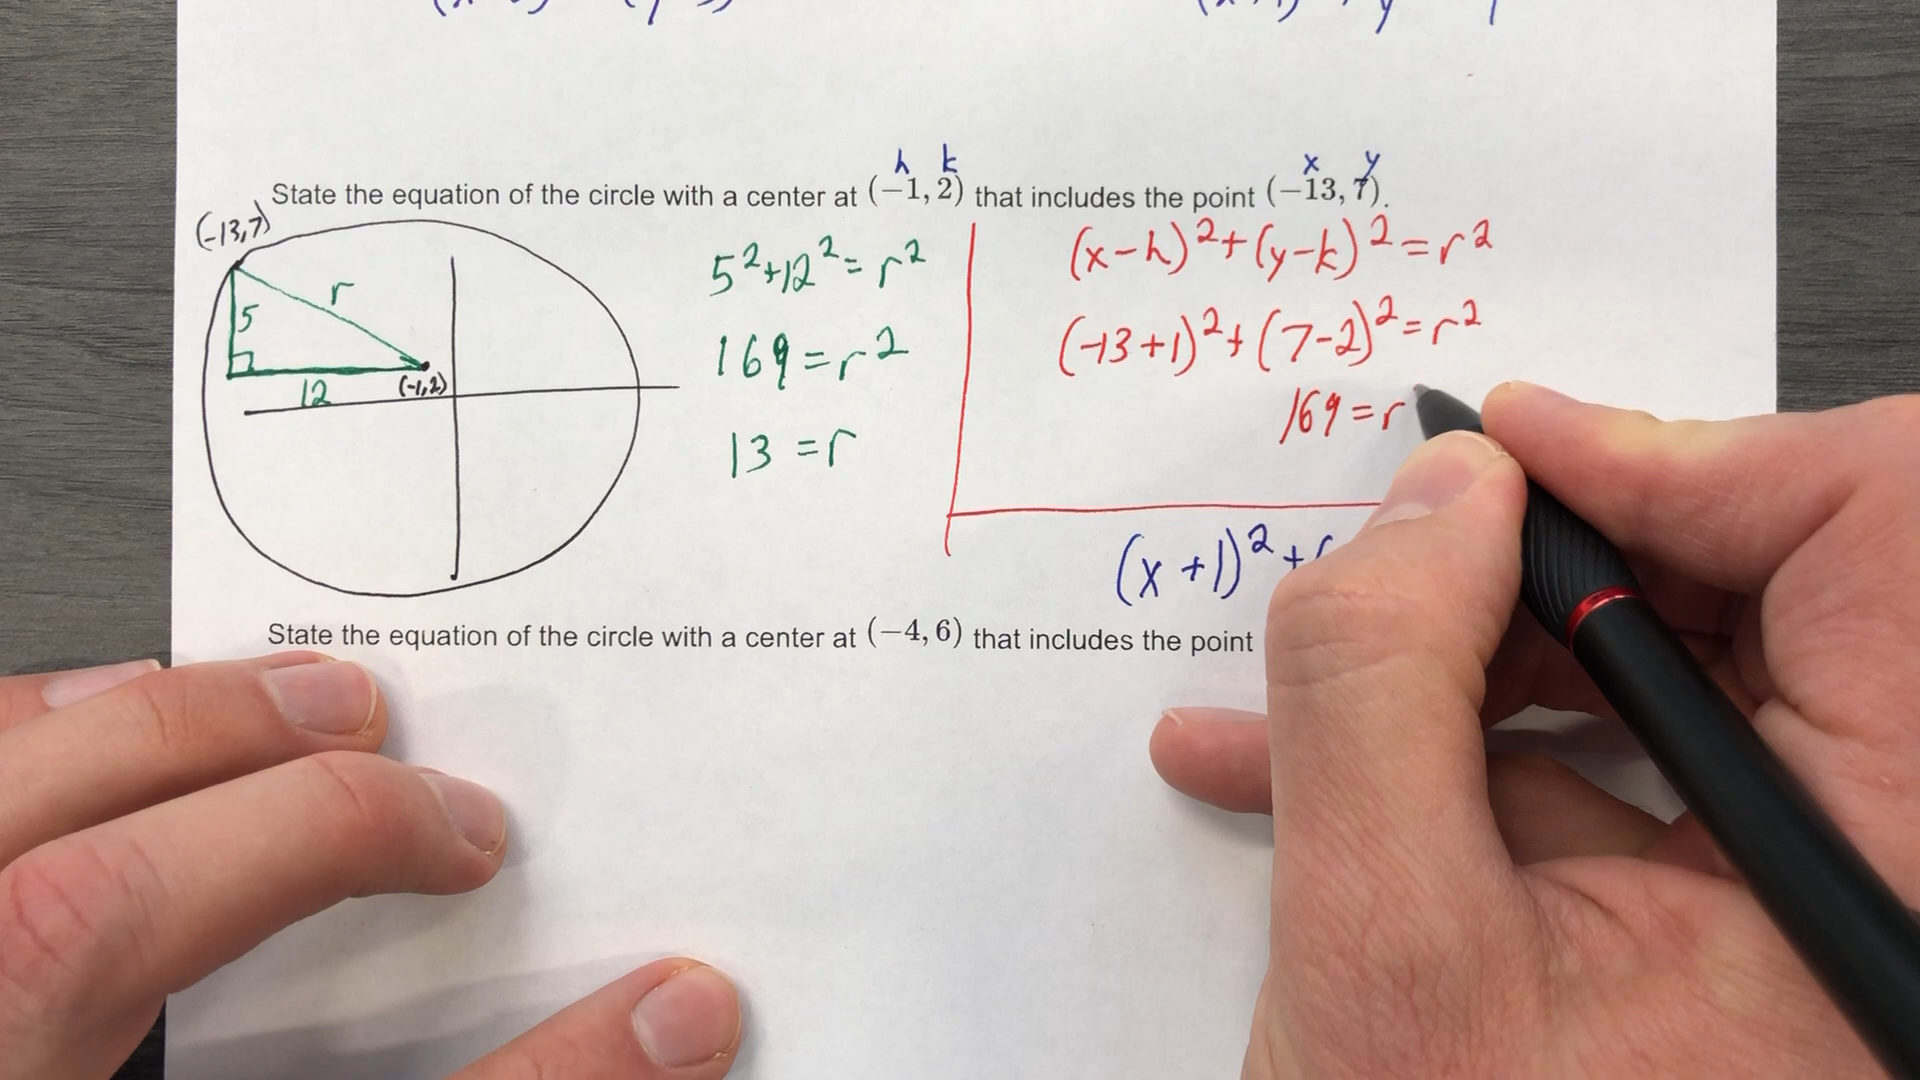 h k x y
State the equation of the circle with a center at (−1, 2) that includes the point (−13, 7).
(-13,7)
r
5
12
(-1,2)
5²+12²=r²
169=r²
13=r
(x-h)²+(y-k)²=r²
(-13+1)²+(7-2)²=r²
169=r
(x+1)²+(
State the equation of the circle with a center at (−4, 6) that includes the point